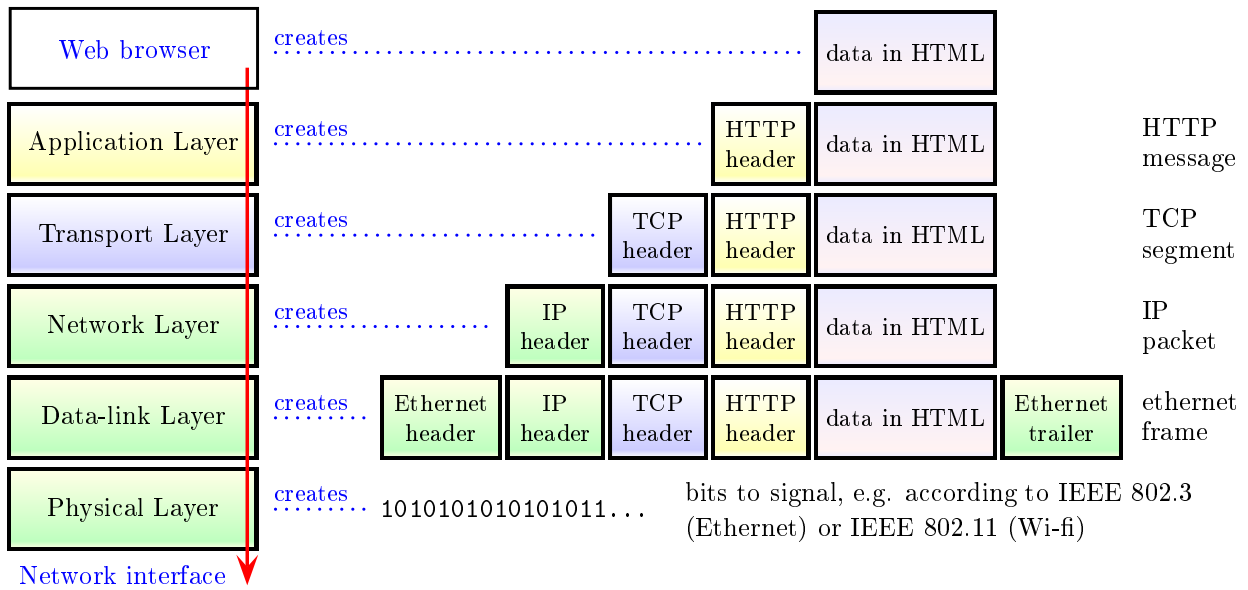 Web browser
creates
data in HTML
Application Layer
creates
HTTP
header
data in HTML
HTTP
message
Transport Layer
creates
TCP
header
HTTP
header
data in HTML
TCP
segment
Network Layer
creates
IP
header
TCP
header
HTTP
header
data in HTML
IP
packet
Data-link Layer
creates
Ethernet
header
IP
header
TCP
header
HTTP
header
data in HTML
Ethernet
trailer
ethernet
frame
Physical Layer
creates
1010101010101011...
bits to signal, e.g. according to IEEE 802.3
(Ethernet) or IEEE 802.11 (Wi-fi)
Network interface